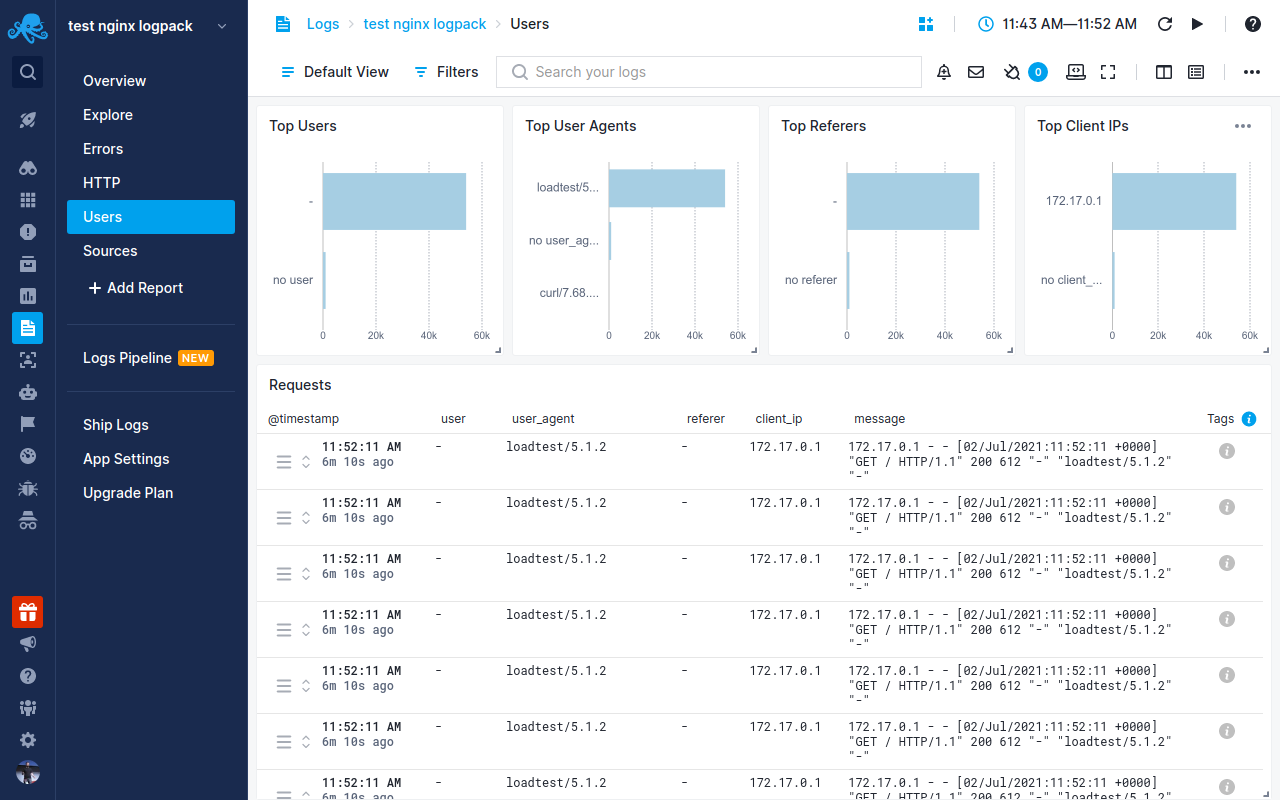 test nginx logpack
Overview
Explore
Errors
HTTP
Users
Sources
Add Report
Logs Pipeline NEW
Ship Logs
App Settings
Upgrade Plan
Logs test nginx logpack Users
11:43 AM—11:52 AM
Default View
Filters
Search your logs
0
Top Users
-
no user
0 20k 40k 60k
Top User Agents
loadtest/5...
no user_ag...
curl/7.68....
0 20k 40k 60k
Top Referers
-
no referer
0 20k 40k 60k
Top Client IPs
172.17.0.1
no client_...
0 20k 40k 60k
Requests
@timestamp user user_agent referer client_ip message Tags
11:52:11 AM - loadtest/5.1.2 - 172.17.0.1 172.17.0.1 - - [02/Jul/2021:11:52:11 +0000]
6m 10s ago "GET / HTTP/1.1" 200 612 "-" "loadtest/5.1.2"
"-"
11:52:11 AM - loadtest/5.1.2 - 172.17.0.1 172.17.0.1 - - [02/Jul/2021:11:52:11 +0000]
6m 10s ago "GET / HTTP/1.1" 200 612 "-" "loadtest/5.1.2"
"-"
11:52:11 AM - loadtest/5.1.2 - 172.17.0.1 172.17.0.1 - - [02/Jul/2021:11:52:11 +0000]
6m 10s ago "GET / HTTP/1.1" 200 612 "-" "loadtest/5.1.2"
"-"
11:52:11 AM - loadtest/5.1.2 - 172.17.0.1 172.17.0.1 - - [02/Jul/2021:11:52:11 +0000]
6m 10s ago "GET / HTTP/1.1" 200 612 "-" "loadtest/5.1.2"
"-"
11:52:11 AM - loadtest/5.1.2 - 172.17.0.1 172.17.0.1 - - [02/Jul/2021:11:52:11 +0000]
6m 10s ago "GET / HTTP/1.1" 200 612 "-" "loadtest/5.1.2"
"-"
11:52:11 AM - loadtest/5.1.2 - 172.17.0.1 172.17.0.1 - - [02/Jul/2021:11:52:11 +0000]
6m 10s ago "GET / HTTP/1.1" 200 612 "-" "loadtest/5.1.2"
"-"
11:52:11 AM - loadtest/5.1.2 - 172.17.0.1 172.17.0.1 - - [02/Jul/2021:11:52:11 +0000]
6m 10s ago "GET / HTTP/1.1" 200 612 "-" "loadtest/5.1.2"